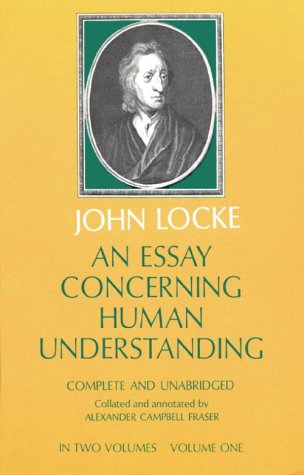 JOHN LOCKE
AN ESSAY
CONCERNING
HUMAN
UNDERSTANDING
COMPLETE AND UNABRIDGED
Collated and annotated by
ALEXANDER CAMPBELL FRASER
IN TWO VOLUMES VOLUME ONE